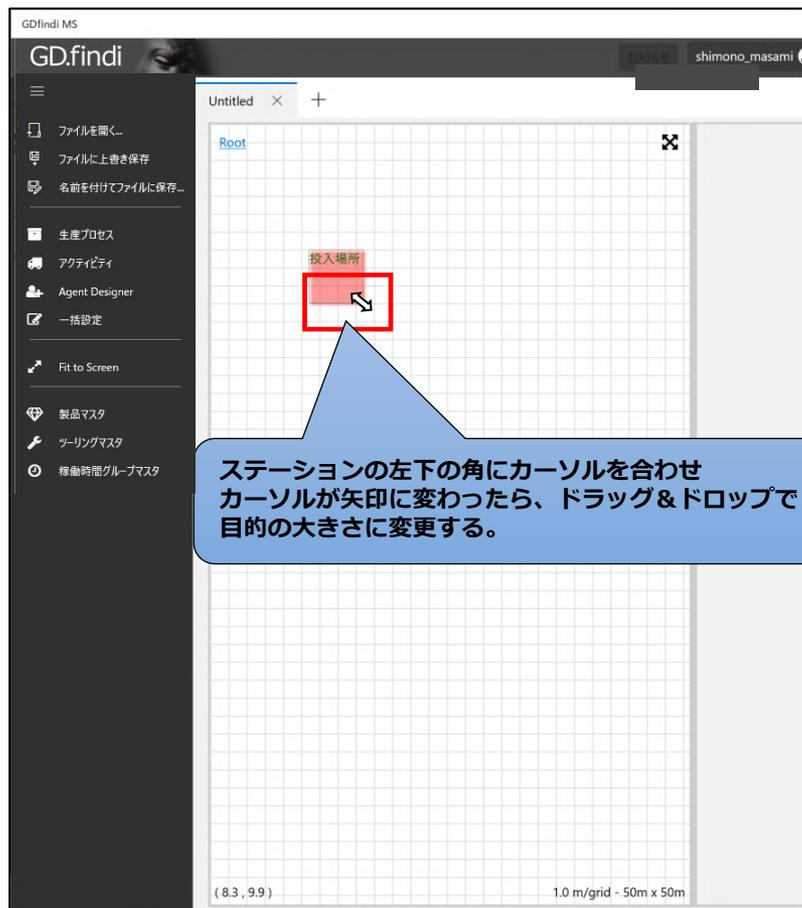 GDfindi MS
GD.findi
お知らせ
shimono_masami
Untitled
Root
ファイルを開く...
ファイルに上書き保存
名前を付けてファイルに保存...
生産プロセス
アクティビティ
Agent Designer
一括設定
Fit to Screen
製品マスタ
ツーリングマスタ
稼働時間グループマスタ
投入場所
ステーションの左下の角にカーソルを合わせ
カーソルが矢印に変わったら、ドラッグ＆ドロップで
目的の大きさに変更する。
( 8.3 , 9.9 )
1.0 m/grid - 50m x 50m